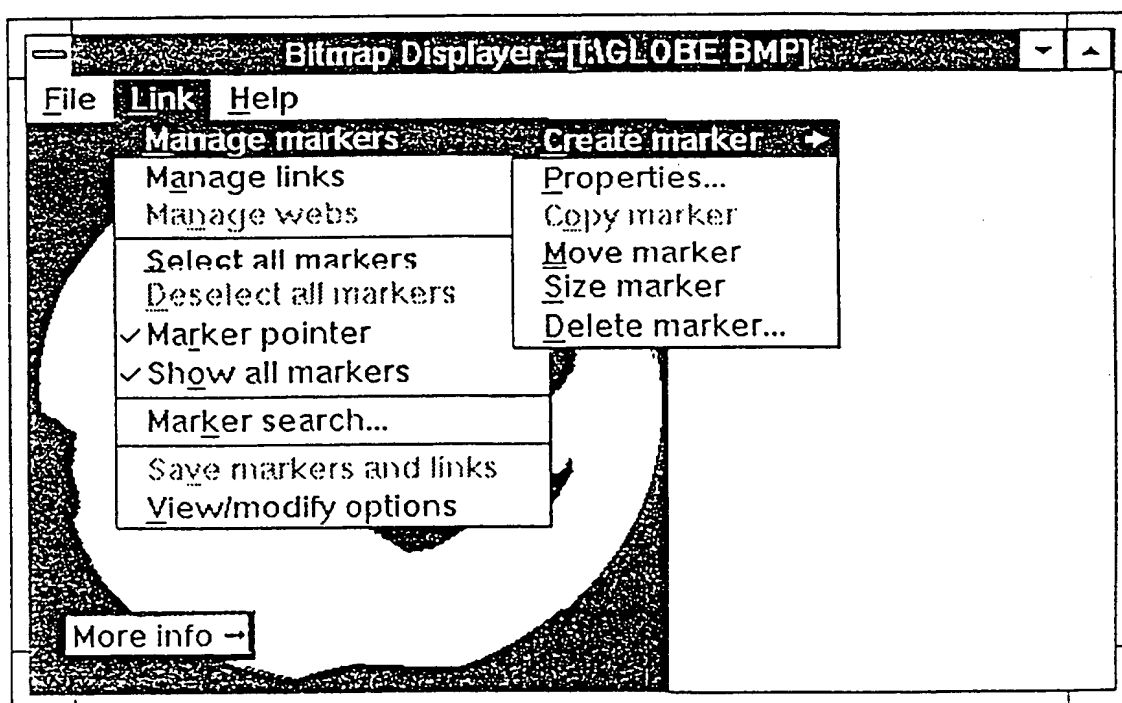 Bitmap Displayer - [I:\GLOBE BMP]
File Link Help
Manage markers
Manage links
Manage webs
Select all markers
Deselect all markers
✓ Marker pointer
✓ Show all markers
Marker search...
Save markers and links
View/modify options
Create marker →
Properties...
Copy marker
Move marker
Size marker
Delete marker...
More info →